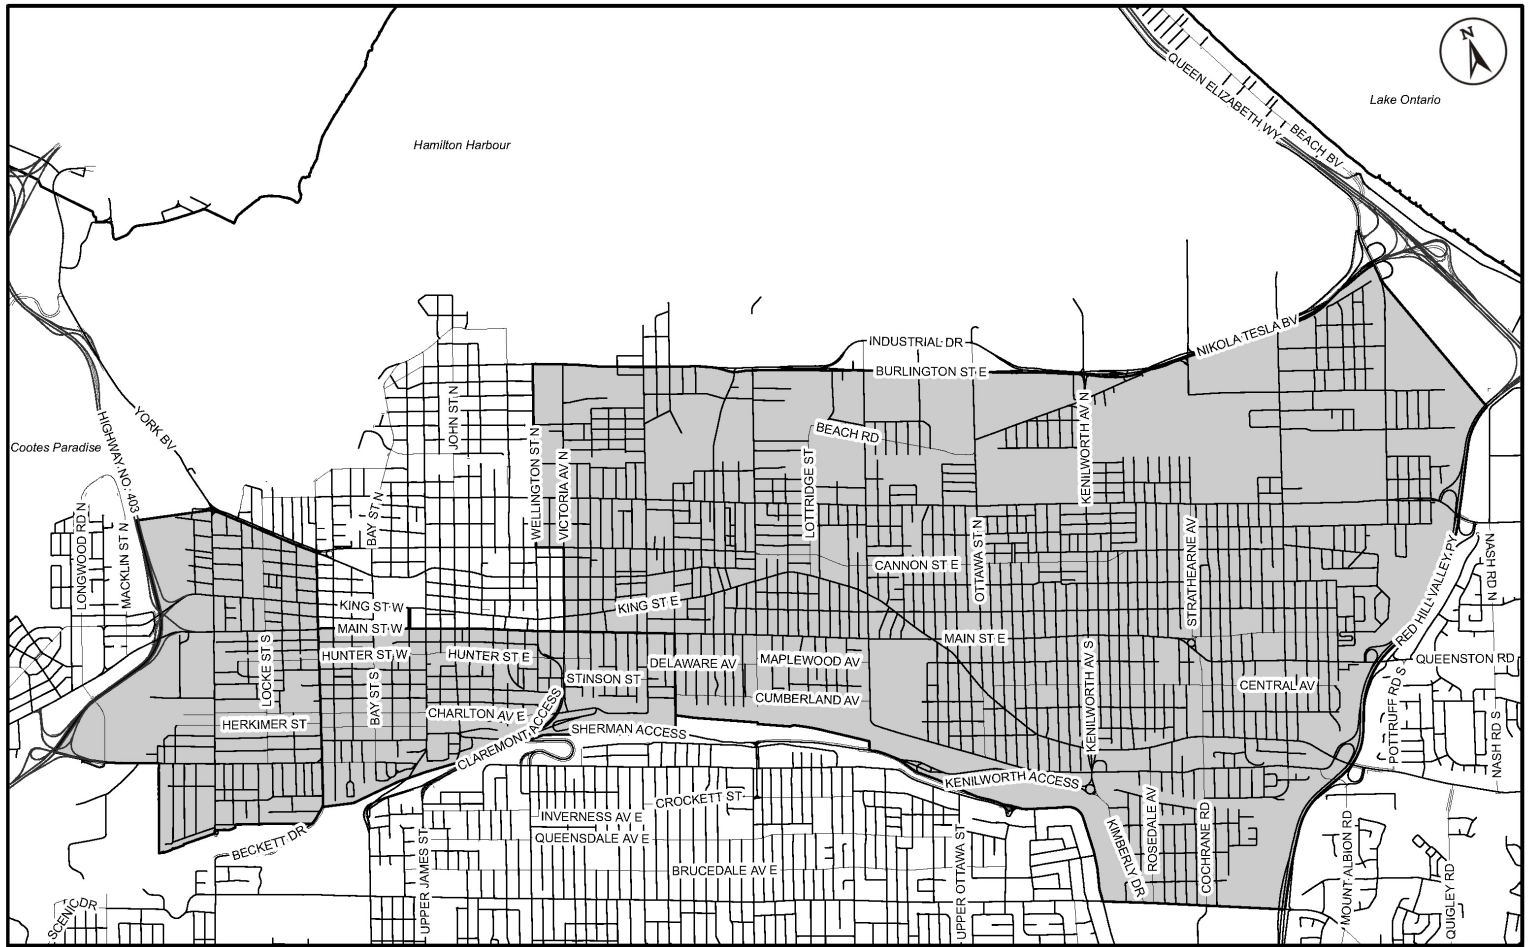 N
Lake Ontario
QUEEN ELIZABETH WY
BEACH BV
Hamilton Harbour
NIKOLA TESLA BV
INDUSTRIAL DR
BURLINGTON ST E
YORK BV
JOHN ST N
HIGHWAY NO. 403
Cootes Paradise
BEACH RD
WELLINGTON ST N
VICTORIA AV N
LOTTRIDGE ST
KENILWORTH AV N
BAY ST N
LONGWOOD RD N
MACKLIN ST N
OTTAWA ST N
STRATHEARNE AV
NASH RD N
RED HILL VALLEY PY
CANNON ST E
KING ST W
KING ST E
MAIN ST W
MAIN ST E
HUNTER ST W
HUNTER ST E
LOCKE ST S
DELAWARE AV
MAPLEWOOD AV
QUEENSTON RD
STINSON ST
CENTRAL AV
BAY ST S
CUMBERLAND AV
KENILWORTH AV S
POTTRUFF RD S
NASH RD S
CHARLTON AV E
HERKIMER ST
CLAREMONT ACCESS
SHERMAN ACCESS
KENILWORTH ACCESS
CROCKETT ST
INVERNESS AV E
QUEENSDALE AV E
BECKETT DR
BRUCEDALE AV E
UPPER JAMES ST
UPPER OTTAWA ST
KIMBERLY DR
ROSEDALE AV
COCHRANE RD
MOUNT ALBION RD
QUIGLEY RD
SCENIC DR